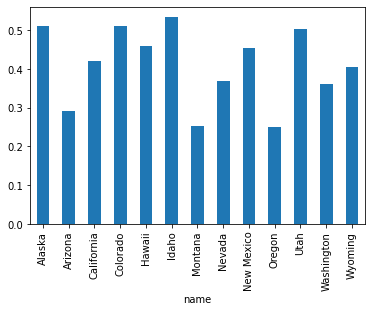 0.5
0.4
0.3
0.2
0.1
0.0
Alaska
Arizona
California
Colorado
Hawaii
Idaho
Montana
Nevada
New Mexico
Oregon
Utah
Washington
Wyoming
name